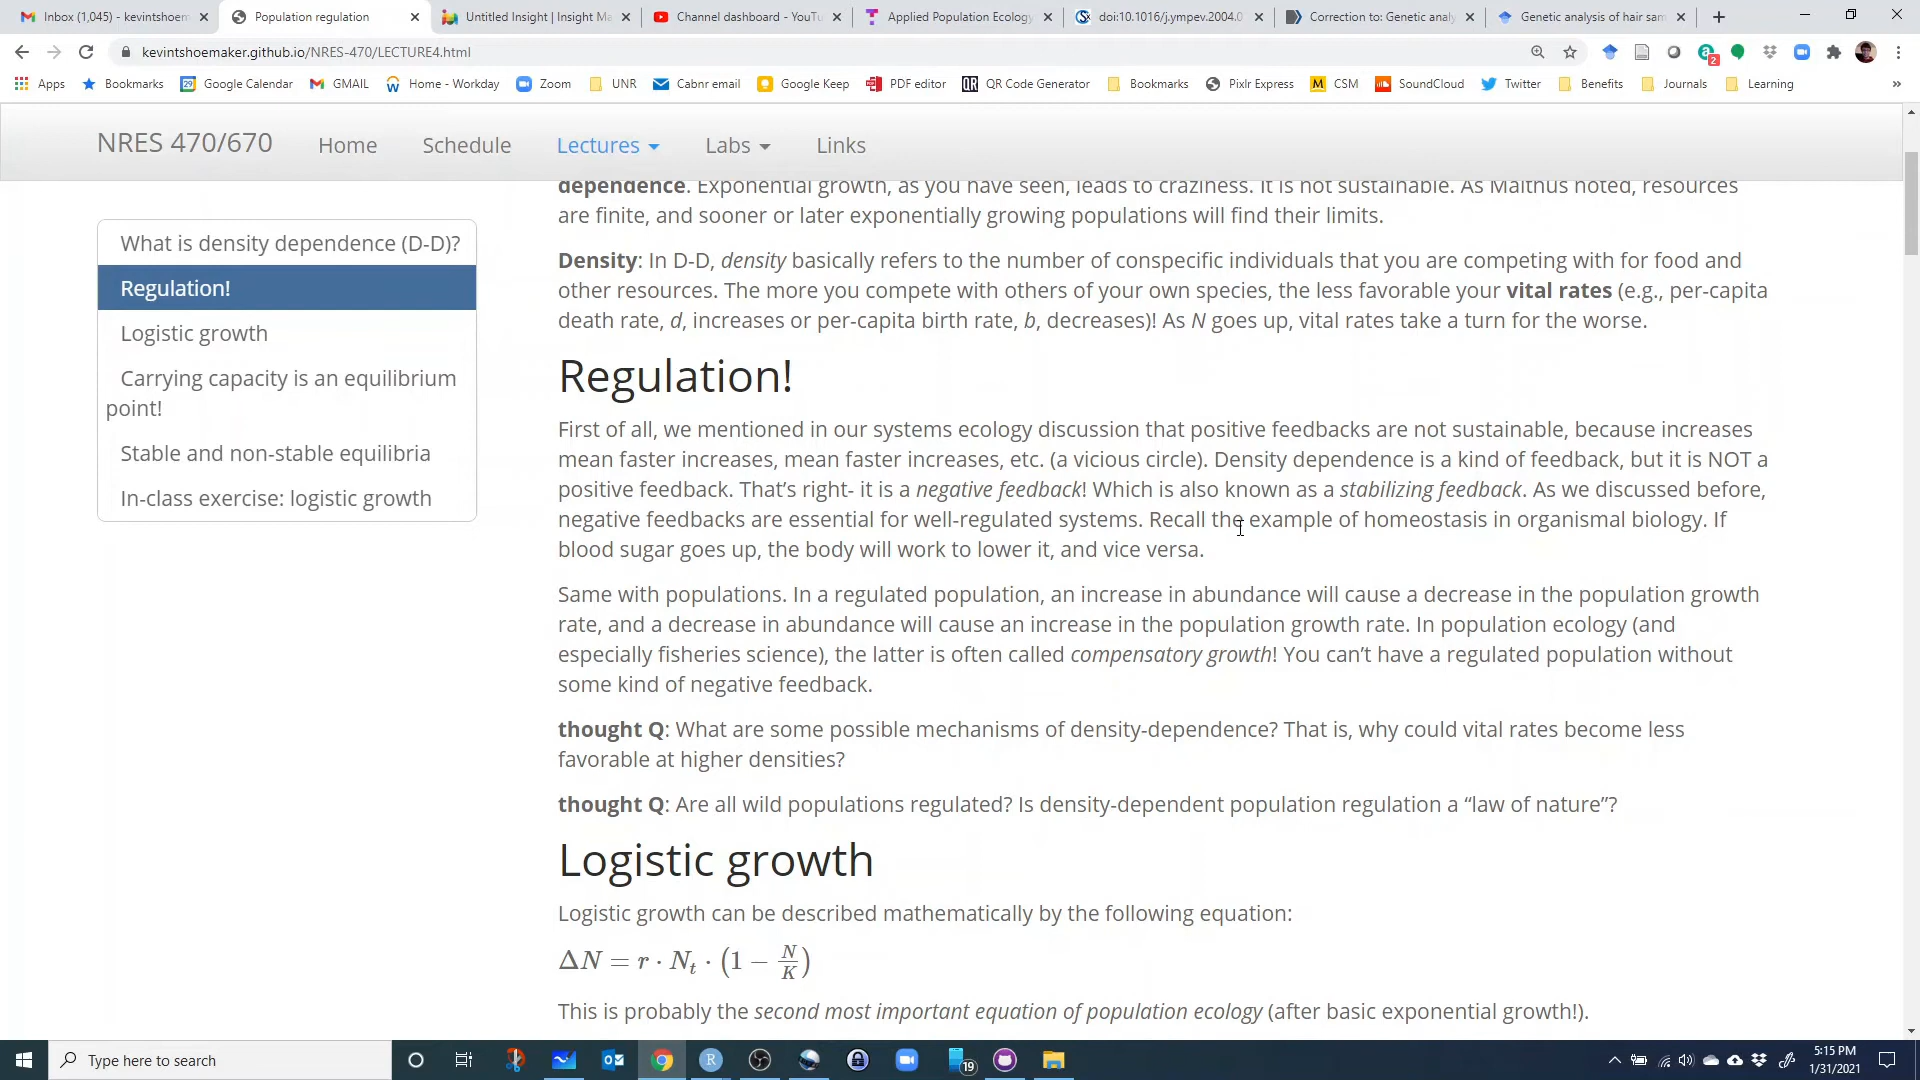 Inbox (1,045) - kevintshoem
Population regulation
Untitled Insight | Insight Ma
Channel dashboard - YouTu
Applied Population Ecology
doi:10.1016/j.ympev.2004.0
Correction to: Genetic analy
Genetic analysis of hair sam
kevintshoemaker.github.io/NRES-470/LECTURE4.html
2
Apps
Bookmarks
Google Calendar
GMAIL
Home - Workday
Zoom
UNR
Cabnr email
Google Keep
PDF editor
QR Code Generator
Bookmarks
Pixlr Express
CSM
SoundCloud
Twitter
Benefits
Journals
Learning
»
NRES 470/670
Home
Schedule
Lectures
Labs
Links
What is density dependence (D-D)?
Regulation!
Logistic growth
Carrying capacity is an equilibrium
point!
Stable and non-stable equilibria
In-class exercise: logistic growth
dependence. Exponential growth, as you have seen, leads to craziness. It is not sustainable. As Malthus noted, resources
are finite, and sooner or later exponentially growing populations will find their limits.
Density: In D-D, density basically refers to the number of conspecific individuals that you are competing with for food and
other resources. The more you compete with others of your own species, the less favorable your vital rates (e.g., per-capita
death rate, d, increases or per-capita birth rate, b, decreases)! As N goes up, vital rates take a turn for the worse.
Regulation!
First of all, we mentioned in our systems ecology discussion that positive feedbacks are not sustainable, because increases
mean faster increases, mean faster increases, etc. (a vicious circle). Density dependence is a kind of feedback, but it is NOT a
positive feedback. That's right- it is a negative feedback! Which is also known as a stabilizing feedback. As we discussed before,
negative feedbacks are essential for well-regulated systems. Recall the example of homeostasis in organismal biology. If
blood sugar goes up, the body will work to lower it, and vice versa.
Same with populations. In a regulated population, an increase in abundance will cause a decrease in the population growth
rate, and a decrease in abundance will cause an increase in the population growth rate. In population ecology (and
especially fisheries science), the latter is often called compensatory growth! You can't have a regulated population without
some kind of negative feedback.
thought Q: What are some possible mechanisms of density-dependence? That is, why could vital rates become less
favorable at higher densities?
thought Q: Are all wild populations regulated? Is density-dependent population regulation a “law of nature”?
Logistic growth
Logistic growth can be described mathematically by the following equation:
ΔN = r · Nₜ · (1 − N/K)
This is probably the second most important equation of population ecology (after basic exponential growth!).
Type here to search
19
5:15 PM
1/31/2021